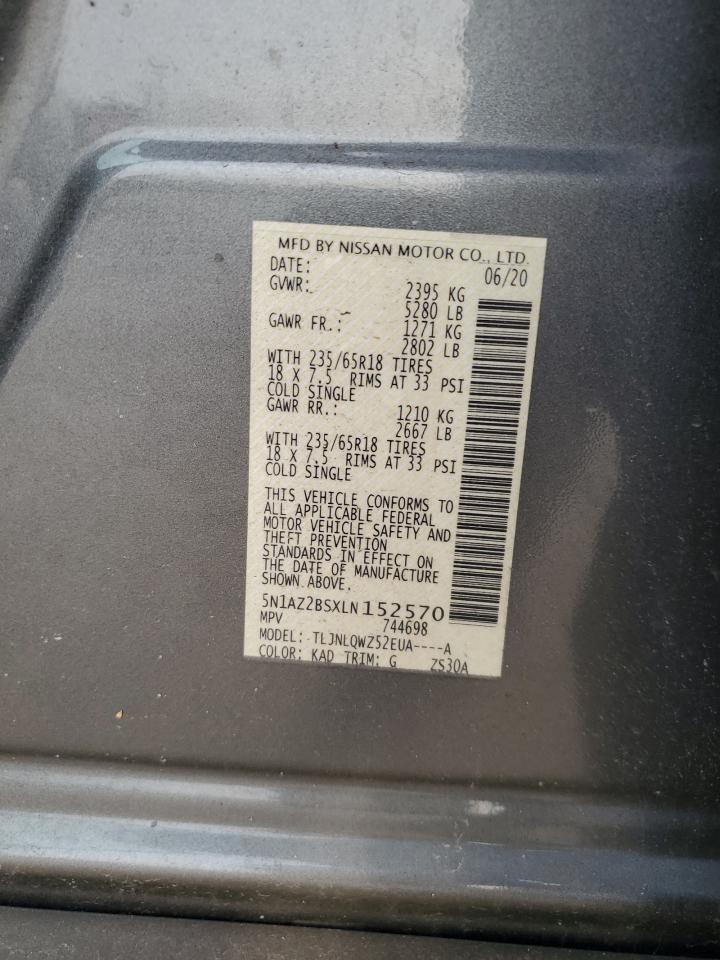 MFD BY NISSAN MOTOR CO., LTD.
DATE: 06/20
GVWR: 2395 KG
5280 LB
GAWR FR.: 1271 KG
2802 LB
WITH 235/65R18 TIRES
18 X 7.5 RIMS AT 33 PSI
COLD SINGLE
GAWR RR.: 1210 KG
2667 LB
WITH 235/65R18 TIRES
18 X 7.5 RIMS AT 33 PSI
COLD SINGLE
THIS VEHICLE CONFORMS TO
ALL APPLICABLE FEDERAL
MOTOR VEHICLE SAFETY AND
THEFT PREVENTION
STANDARDS IN EFFECT ON
THE DATE OF MANUFACTURE
SHOWN ABOVE.
5N1AZ2BSXLN152570
MPV 744698
MODEL: TLJNLQWZ52EUA----A
COLOR: KAD TRIM: G ZS30A